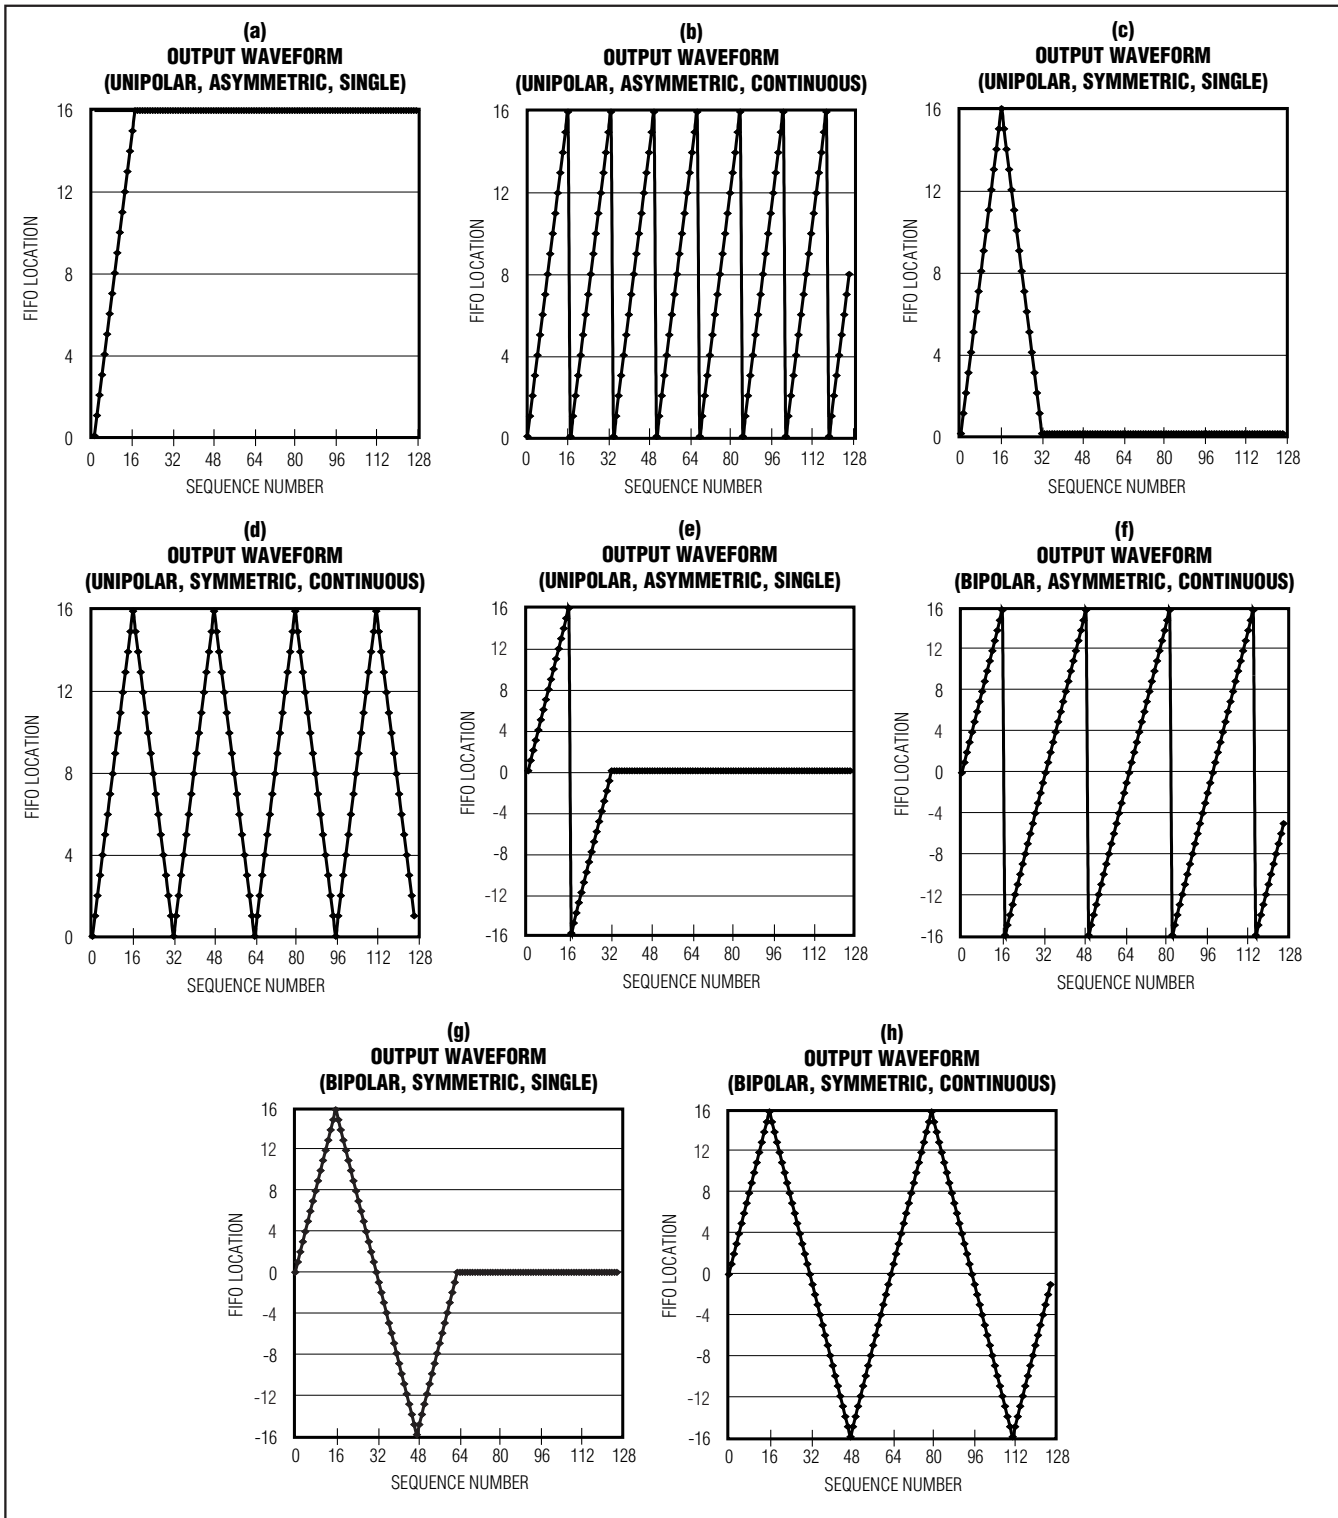 (a)
OUTPUT WAVEFORM
(UNIPOLAR, ASYMMETRIC, SINGLE)
16
12
8
4
0
FIFO LOCATION
0 16 32 48 64 80 96 112 128
SEQUENCE NUMBER
(b)
OUTPUT WAVEFORM
(UNIPOLAR, ASYMMETRIC, CONTINUOUS)
16
12
8
4
0
FIFO LOCATION
0 16 32 48 64 80 96 112 128
SEQUENCE NUMBER
(c)
OUTPUT WAVEFORM
(UNIPOLAR, SYMMETRIC, SINGLE)
16
12
8
4
0
FIFO LOCATION
0 16 32 48 64 80 96 112 128
SEQUENCE NUMBER
(d)
OUTPUT WAVEFORM
(UNIPOLAR, SYMMETRIC, CONTINUOUS)
16
12
8
4
0
FIFO LOCATION
0 16 32 48 64 80 96 112 128
SEQUENCE NUMBER
(e)
OUTPUT WAVEFORM
(UNIPOLAR, ASYMMETRIC, SINGLE)
16
12
8
4
0
-4
-8
-12
-16
FIFO LOCATION
0 16 32 48 64 80 96 112 128
SEQUENCE NUMBER
(f)
OUTPUT WAVEFORM
(BIPOLAR, ASYMMETRIC, CONTINUOUS)
16
12
8
4
0
-4
-8
-12
-16
FIFO LOCATION
0 16 32 48 64 80 96 112 128
SEQUENCE NUMBER
(g)
OUTPUT WAVEFORM
(BIPOLAR, SYMMETRIC, SINGLE)
16
12
8
4
0
-4
-8
-12
-16
FIFO LOCATION
0 16 32 48 64 80 96 112 128
SEQUENCE NUMBER
(h)
OUTPUT WAVEFORM
(BIPOLAR, SYMMETRIC, CONTINUOUS)
16
12
8
4
0
-4
-8
-12
-16
FIFO LOCATION
0 16 32 48 64 80 96 112 128
SEQUENCE NUMBER